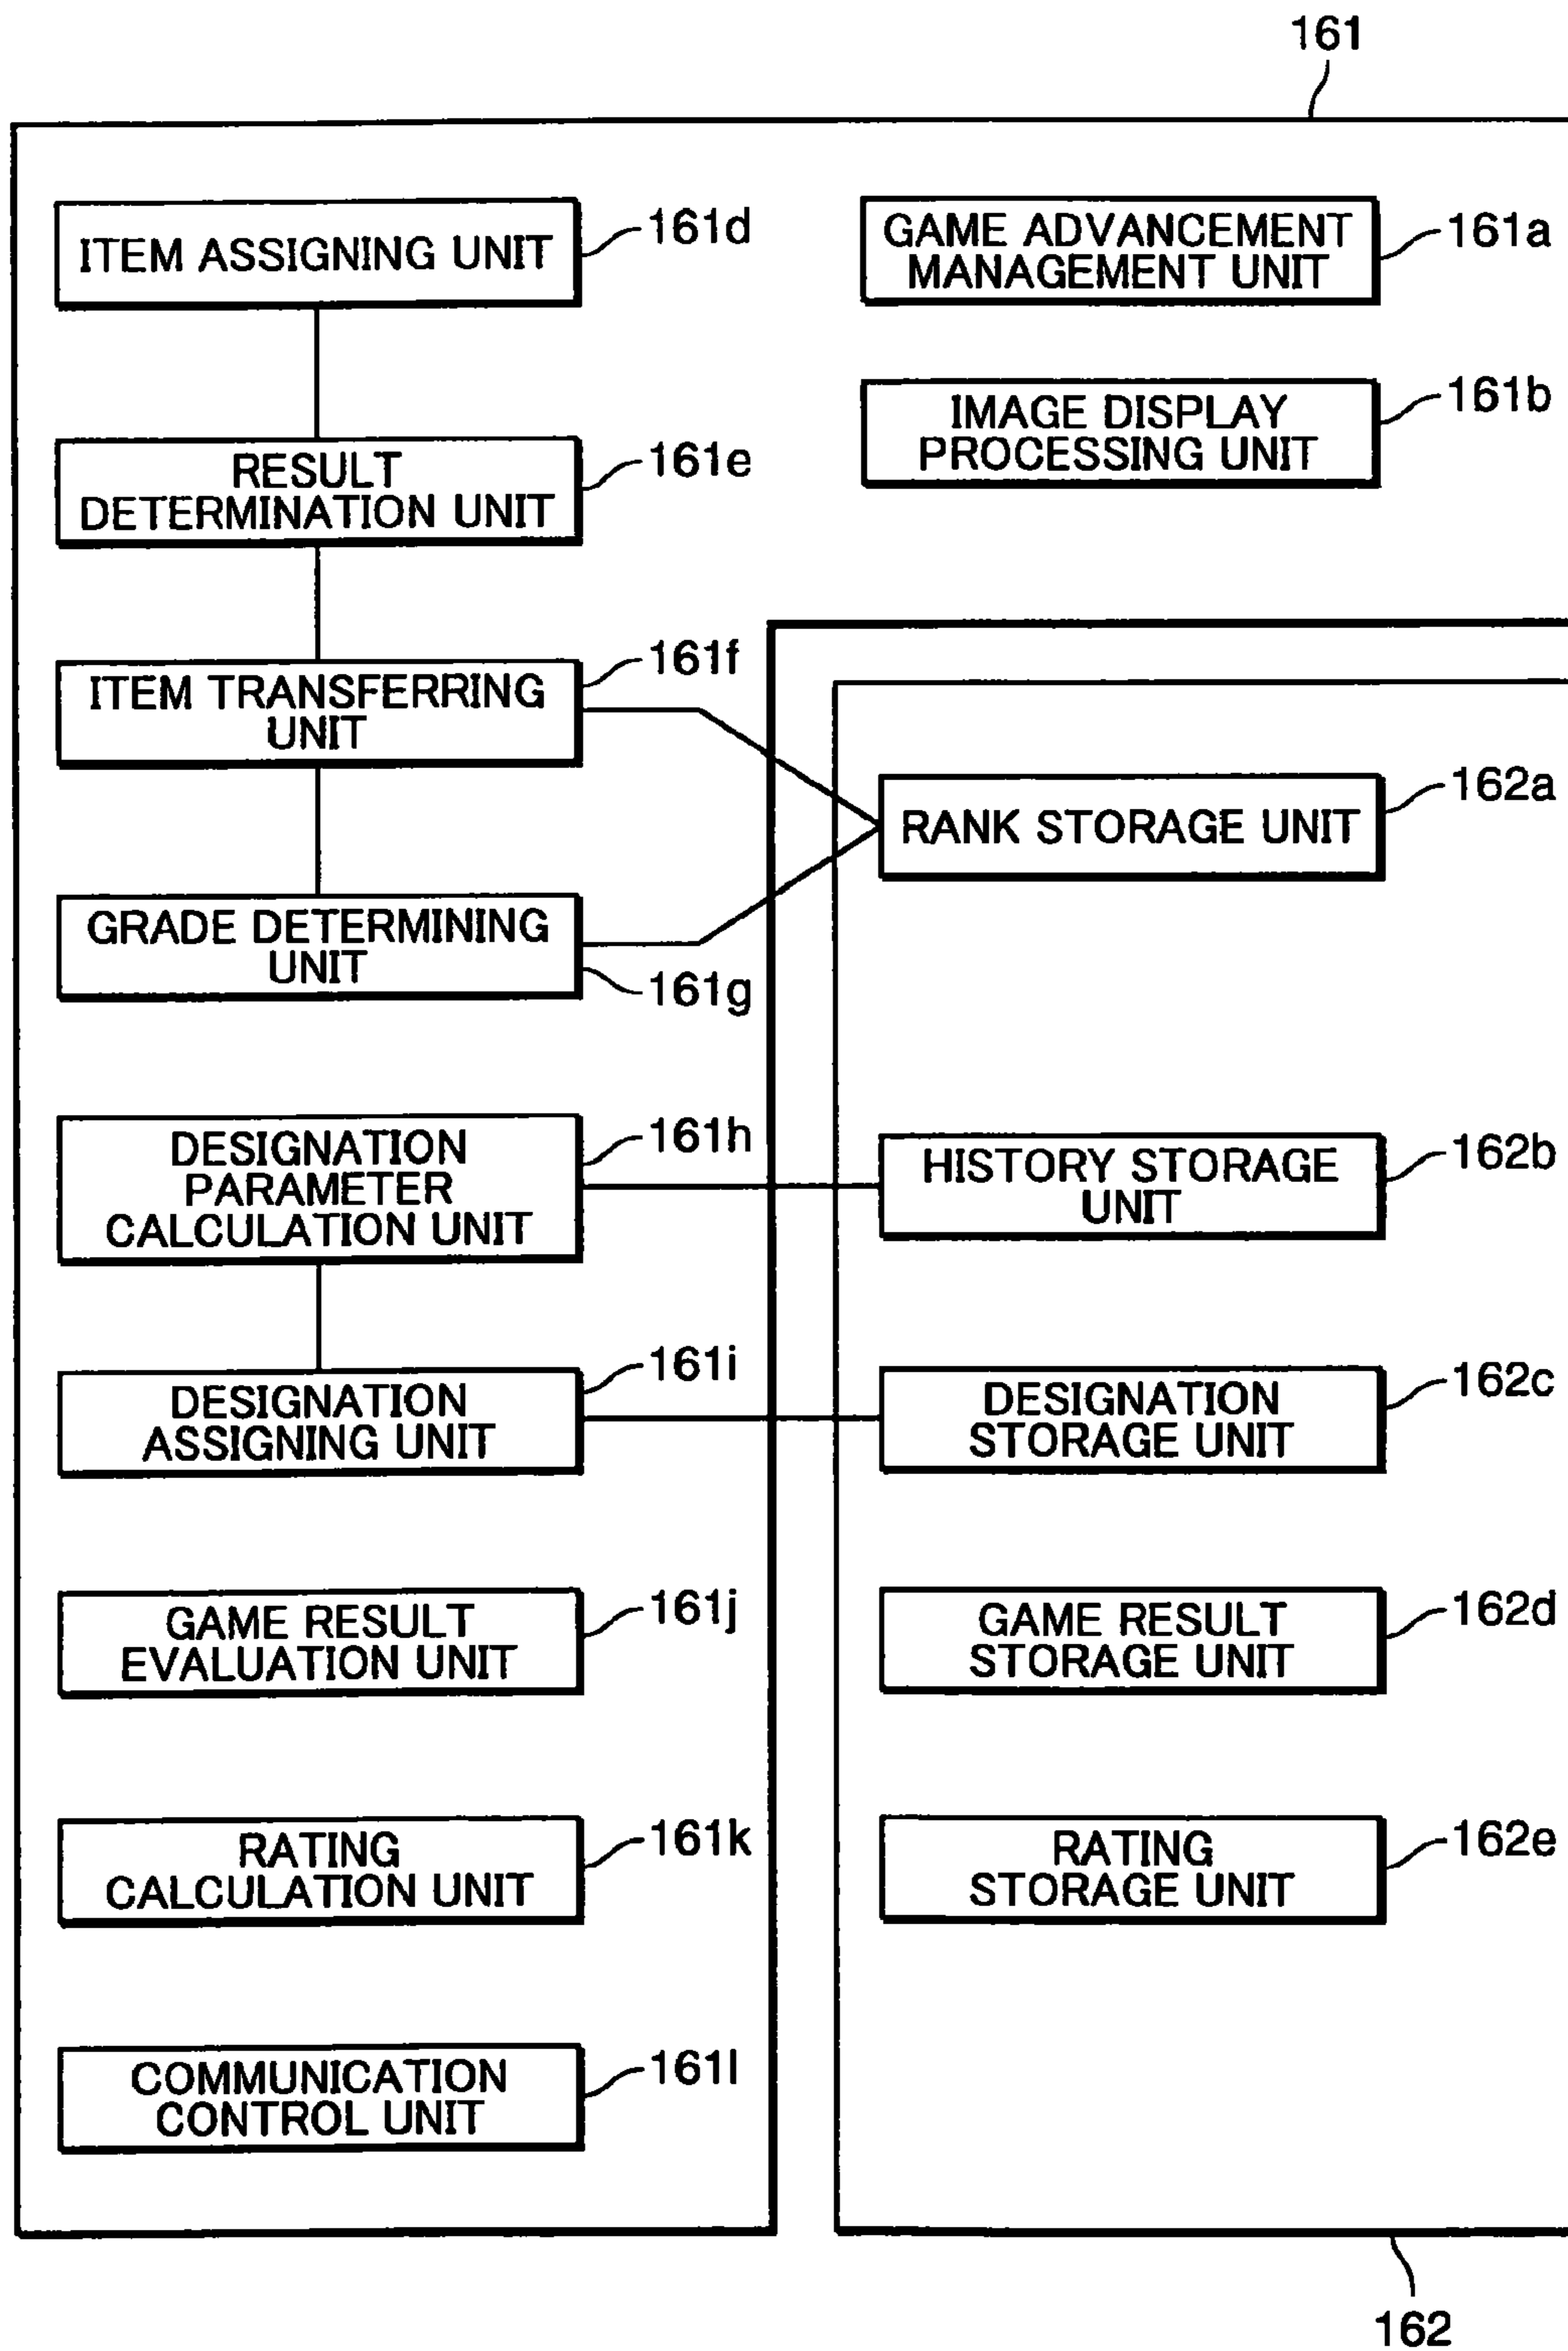 161
ITEM ASSIGNING UNIT
161d
GAME ADVANCEMENT
MANAGEMENT UNIT
161a
IMAGE DISPLAY
PROCESSING UNIT
161b
RESULT
DETERMINATION UNIT
161e
ITEM TRANSFERRING
UNIT
161f
RANK STORAGE UNIT
162a
GRADE DETERMINING
UNIT
161g
DESIGNATION
PARAMETER
CALCULATION UNIT
161h
HISTORY STORAGE
UNIT
162b
DESIGNATION
ASSIGNING UNIT
161i
DESIGNATION
STORAGE UNIT
162c
GAME RESULT
EVALUATION UNIT
161j
GAME RESULT
STORAGE UNIT
162d
RATING
CALCULATION UNIT
161k
RATING
STORAGE UNIT
162e
COMMUNICATION
CONTROL UNIT
161l
162